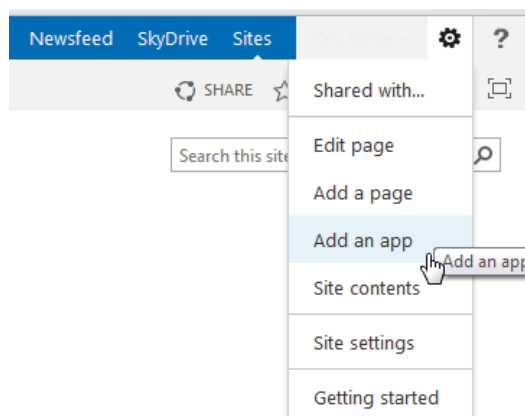 Newsfeed SkyDrive Sites ?
SHARE
Shared with...
Search this site
Edit page
Add a page
Add an app
Add an app
Site contents
Site settings
Getting started